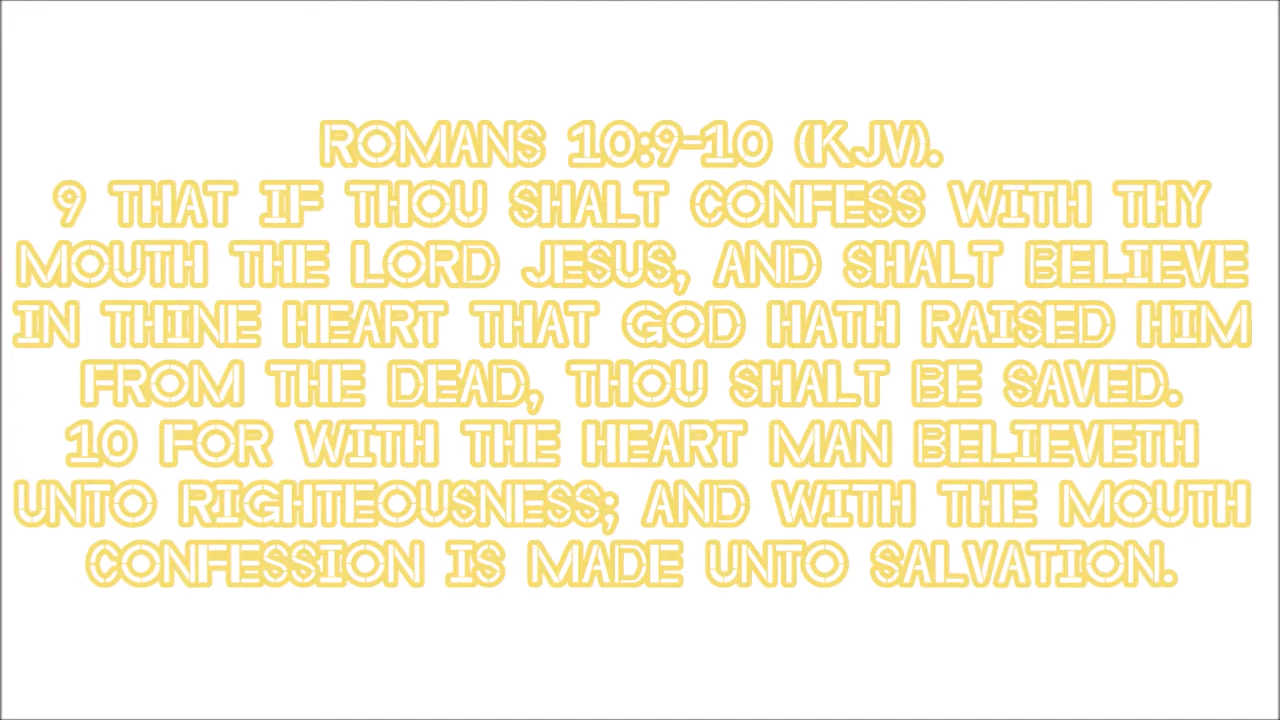 ROMANS 10:9-10 (KJV).
9 THAT IF THOU SHALT CONFESS WITH THY
MOUTH THE LORD JESUS, AND SHALT BELIEVE
IN THINE HEART THAT GOD HATH RAISED HIM
FROM THE DEAD, THOU SHALT BE SAVED.
10 FOR WITH THE HEART MAN BELIEVETH
UNTO RIGHTEOUSNESS; AND WITH THE MOUTH
CONFESSION IS MADE UNTO SALVATION.